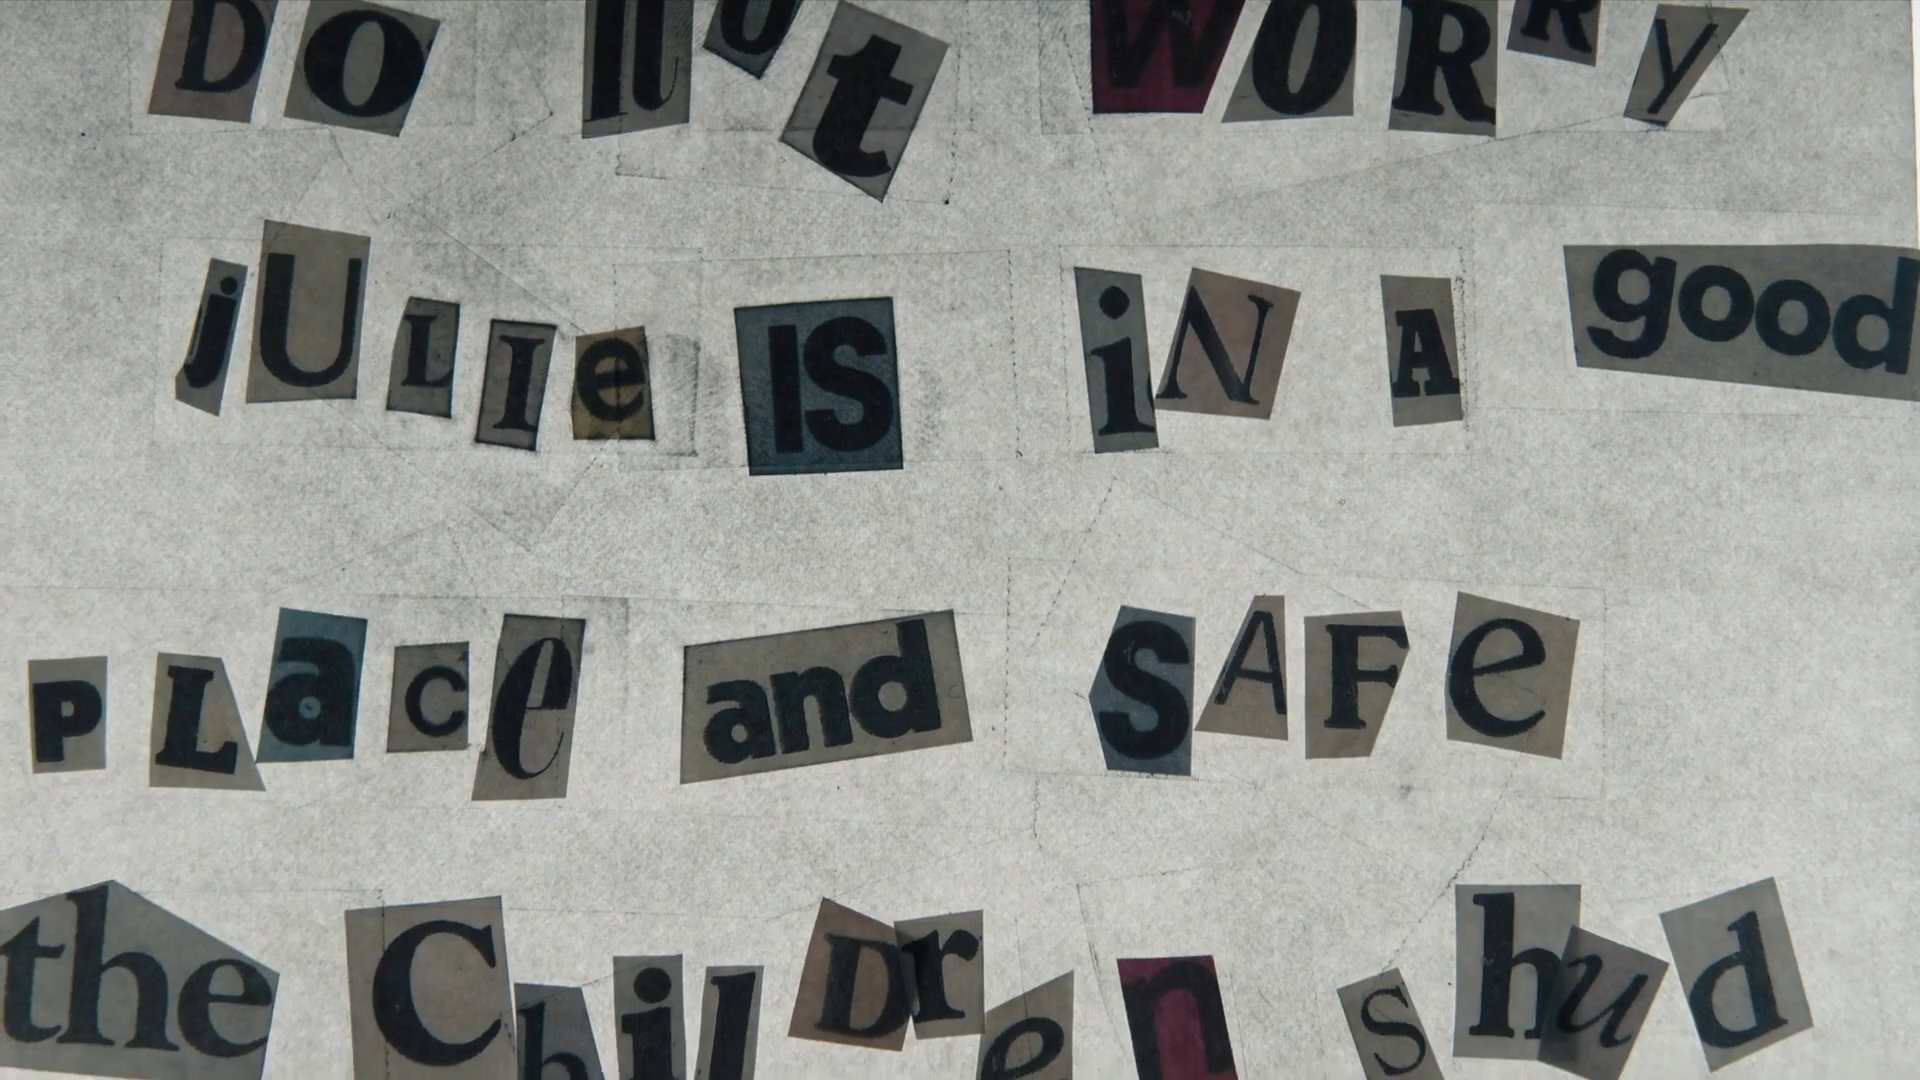 DO not WORRY
jULIe IS iN A good
PLace and SAFe
the ChilDren shud